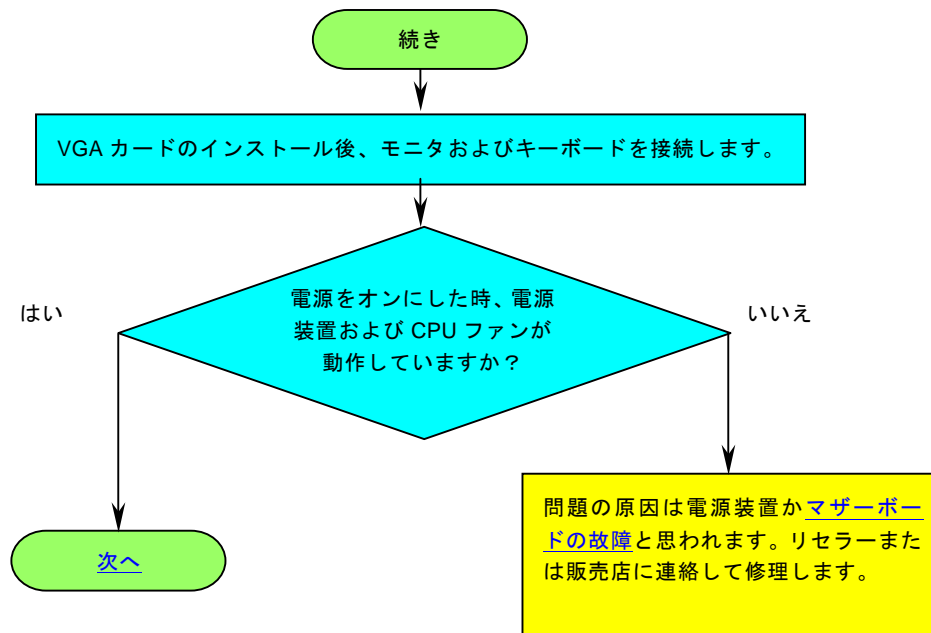 続き
VGA カードのインストール後、モニタおよびキーボードを接続します。
電源をオンにした時、電源
装置および CPU ファンが
動作していますか？
はい
いいえ
次へ
問題の原因は電源装置かマザーボー
ドの故障と思われます。リセラーまた
は販売店に連絡して修理します。